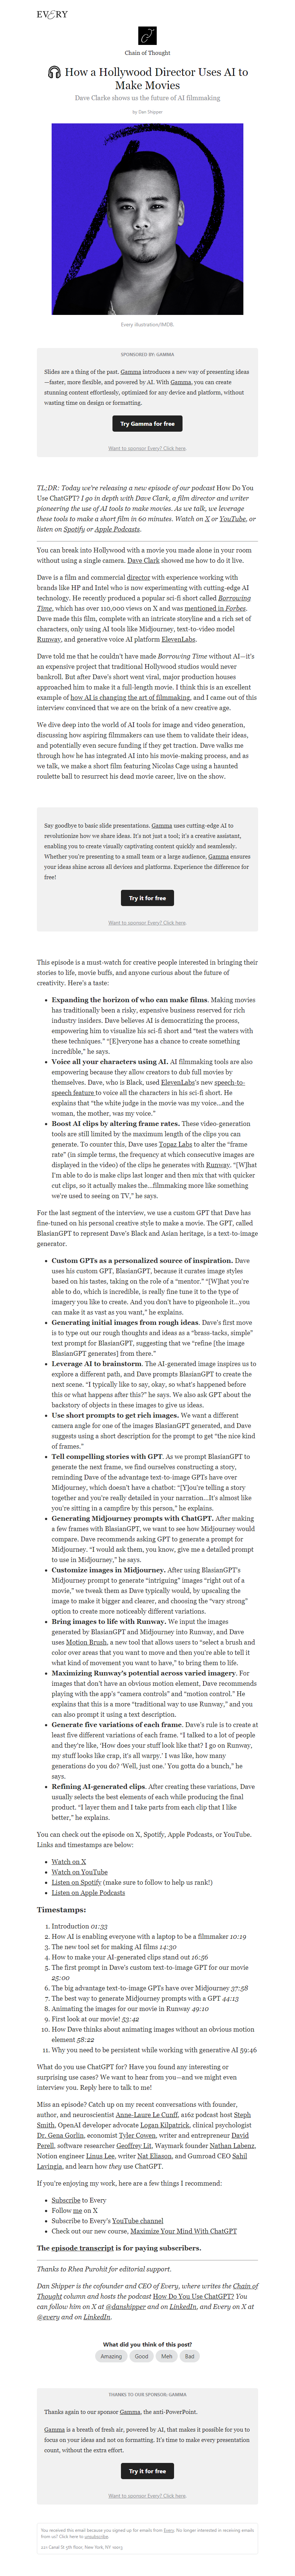 EVERY
Chain of Thought
🎧 How a Hollywood Director Uses AI to
Make Movies
Dave Clarke shows us the future of AI filmmaking
by Dan Shipper
Every illustration/IMDB.
SPONSORED BY: GAMMA
Slides are a thing of the past. Gamma introduces a new way of presenting ideas
—faster, more flexible, and powered by AI. With Gamma, you can create
stunning content effortlessly, optimized for any device and platform, without
wasting time on design or formatting.
Try Gamma for free
Want to sponsor Every? Click here.
TL;DR: Today we're releasing a new episode of our podcast How Do You
Use ChatGPT? I go in depth with Dave Clark, a film director and writer
pioneering the use of AI tools to make movies. As we talk, we leverage
these tools to make a short film in 60 minutes. Watch on X or YouTube, or
listen on Spotify or Apple Podcasts.
You can break into Hollywood with a movie you made alone in your room
without using a single camera. Dave Clark showed me how to do it live.
Dave is a film and commercial director with experience working with
brands like HP and Intel who is now experimenting with cutting-edge AI
technology. He recently produced a popular sci-fi short called Borrowing
Time, which has over 210,000 views on X and was mentioned in Forbes.
Dave made this film, complete with an intricate storyline and a rich set of
characters, only using AI tools like Midjourney, text-to-video model
Runway, and generative voice AI platform ElevenLabs.
Dave told me that he couldn't have made Borrowing Time without AI—it's
an expensive project that traditional Hollywood studios would never
bankroll. But after Dave's short went viral, major production houses
approached him to make it a full-length movie. I think this is an excellent
example of how AI is changing the art of filmmaking, and I came out of this
interview convinced that we are on the brink of a new creative age.
We dive deep into the world of AI tools for image and video generation,
discussing how aspiring filmmakers can use them to validate their ideas,
and potentially even secure funding if they get traction. Dave walks me
through how he has integrated AI into his movie-making process, and as
we talk, we make a short film featuring Nicolas Cage using a haunted
roulette ball to resurrect his dead movie career, live on the show.
Say goodbye to basic slide presentations. Gamma uses cutting-edge AI to
revolutionize how we share ideas. It's not just a tool; it's a creative assistant,
enabling you to create visually captivating content quickly and seamlessly.
Whether you're presenting to a small team or a large audience, Gamma ensures
your ideas shine across all devices and platforms. Experience the difference for
free!
Try it for free
Want to sponsor Every? Click here.
This episode is a must-watch for creative people interested in bringing their
stories to life, movie buffs, and anyone curious about the future of
creativity. Here's a taste:
• Expanding the horizon of who can make films. Making movies
has traditionally been a risky, expensive business reserved for rich
industry insiders. Dave believes AI is democratizing the process,
empowering him to visualize his sci-fi short and "test the waters with
these techniques." "[E]veryone has a chance to create something
incredible," he says.
• Voice all your characters using AI. AI filmmaking tools are also
empowering because they allow creators to dub full movies by
themselves. Dave, who is Black, used ElevenLabs's new speech-to-
speech feature to voice all the characters in his sci-fi short. He
explains that "the white judge in the movie was my voice…and the
woman, the mother, was my voice."
• Boost AI clips by altering frame rates. These video-generation
tools are still limited by the maximum length of the clips you can
generate. To counter this, Dave uses Topaz Labs to alter the "frame
rate" (in simple terms, the frequency at which consecutive images are
displayed in the video) of the clips he generates with Runway. "[W]hat
I'm able to do is make clips last longer and then mix that with quicker
cut clips, so it actually makes the…filmmaking more like something
we're used to seeing on TV," he says.
For the last segment of the interview, we use a custom GPT that Dave has
fine-tuned on his personal creative style to make a movie. The GPT, called
BlasianGPT to represent Dave's Black and Asian heritage, is a text-to-image
generator.
• Custom GPTs as a personalized source of inspiration. Dave
uses his custom GPT, BlasianGPT, because it curates image styles
based on his tastes, taking on the role of a "mentor." "[W]hat you're
able to do, which is incredible, is really fine tune it to the type of
imagery you like to create. And you don't have to pigeonhole it...you
can make it as vast as you want," he explains.
• Generating initial images from rough ideas. Dave's first move
is to type out our rough thoughts and ideas as a "brass-tacks, simple"
text prompt for BlasianGPT, suggesting that we "refine [the image
BlasianGPT generates] from there."
• Leverage AI to brainstorm. The AI-generated image inspires us to
explore a different path, and Dave prompts BlasianGPT to create the
next scene. "I typically like to say, okay, so what's happened before
this or what happens after this?" he says. We also ask GPT about the
backstory of objects in these images to give us ideas.
• Use short prompts to get rich images. We want a different
camera angle for one of the images BlasianGPT generated, and Dave
suggests using a short description for the prompt to get "the nice kind
of frames."
• Tell compelling stories with GPT. As we prompt BlasianGPT to
generate the next frame, we find ourselves constructing a story,
reminding Dave of the advantage text-to-image GPTs have over
Midjourney, which doesn't have a chatbot: "[Y]ou're telling a story
together and you're really detailed in your narration…It's almost like
you're sitting in a campfire by this person," he explains.
• Generating Midjourney prompts with ChatGPT. After making
a few frames with BlasianGPT, we want to see how Midjourney would
compare. Dave recommends asking GPT to generate a prompt for
Midjourney. "I would ask them, you know, give me a detailed prompt
to use in Midjourney," he says.
• Customize images in Midjourney. After using BlasianGPT's
Midjourney prompt to generate "intriguing" images "right out of a
movie," we tweak them as Dave typically would, by upscaling the
image to make it bigger and clearer, and choosing the "vary strong"
option to create more noticeably different variations.
• Bring images to life with Runway. We input the images
generated by BlasianGPT and Midjourney into Runway, and Dave
uses Motion Brush, a new tool that allows users to "select a brush and
color over areas that you want to move and then you're able to tell it
what kind of movement you want to have," to bring them to life.
• Maximizing Runway's potential across varied imagery. For
images that don't have an obvious motion element, Dave recommends
playing with the app's "camera controls" and "motion control." He
explains that this is a more "traditional way to use Runway," and you
can also prompt it using a text description.
• Generate five variations of each frame. Dave's rule is to create at
least five different variations of each frame. "I talked to a lot of people
and they're like, 'How does your stuff look like that? I go on Runway,
my stuff looks like crap, it's all warpy.' I was like, how many
generations do you do? 'Well, just one.' You gotta do a bunch," he
says.
• Refining AI-generated clips. After creating these variations, Dave
usually selects the best elements of each while producing the final
product. "I layer them and I take parts from each clip that I like
better," he explains.
You can check out the episode on X, Spotify, Apple Podcasts, or YouTube.
Links and timestamps are below:
• Watch on X
• Watch on YouTube
• Listen on Spotify (make sure to follow to help us rank!)
• Listen on Apple Podcasts
Timestamps:
1. Introduction 01:33
2. How AI is enabling everyone with a laptop to be a filmmaker 10:19
3. The new tool set for making AI films 14:30
4. How to make your AI-generated clips stand out 16:56
5. The first prompt in Dave's custom text-to-image GPT for our movie
25:00
6. The big advantage text-to-image GPTs have over Midjourney 37:58
7. The best way to generate Midjourney prompts with a GPT 44:13
8. Animating the images for our movie in Runway 49:10
9. First look at our movie! 53:42
10. How Dave thinks about animating images without an obvious motion
element 58:22
11. Why you need to be persistent while working with generative AI 59:46
What do you use ChatGPT for? Have you found any interesting or
surprising use cases? We want to hear from you—and we might even
interview you. Reply here to talk to me!
Miss an episode? Catch up on my recent conversations with founder,
author, and neuroscientist Anne-Laure Le Cunff, a16z podcast host Steph
Smith, OpenAI developer advocate Logan Kilpatrick, clinical psychologist
Dr. Gena Gorlin, economist Tyler Cowen, writer and entrepreneur David
Perell, software researcher Geoffrey Lit, Waymark founder Nathan Labenz,
Notion engineer Linus Lee, writer Nat Eliason, and Gumroad CEO Sahil
Lavingia, and learn how they use ChatGPT.
If you're enjoying my work, here are a few things I recommend:
• Subscribe to Every
• Follow me on X
• Subscribe to Every's YouTube channel
• Check out our new course, Maximize Your Mind With ChatGPT
The episode transcript is for paying subscribers.
Thanks to Rhea Purohit for editorial support.
Dan Shipper is the cofounder and CEO of Every, where he writes the Chain of
Thought column and hosts the podcast How Do You Use ChatGPT? You
can follow him on X at @danshipper and on LinkedIn, and Every on X at
@every and on LinkedIn.
What did you think of this post?
Amazing Good Meh Bad
THANKS TO OUR SPONSOR: GAMMA
Thanks again to our sponsor Gamma, the anti-PowerPoint.
Gamma is a breath of fresh air, powered by AI, that makes it possible for you to
focus on your ideas and not on formatting. It's time to make every presentation
count, without the extra effort.
Try it for free
Want to sponsor Every? Click here.
You received this email because you signed up for emails from Every. No longer interested in receiving emails
from us? Click here to unsubscribe.
221 Canal St 5th floor, New York, NY 10013